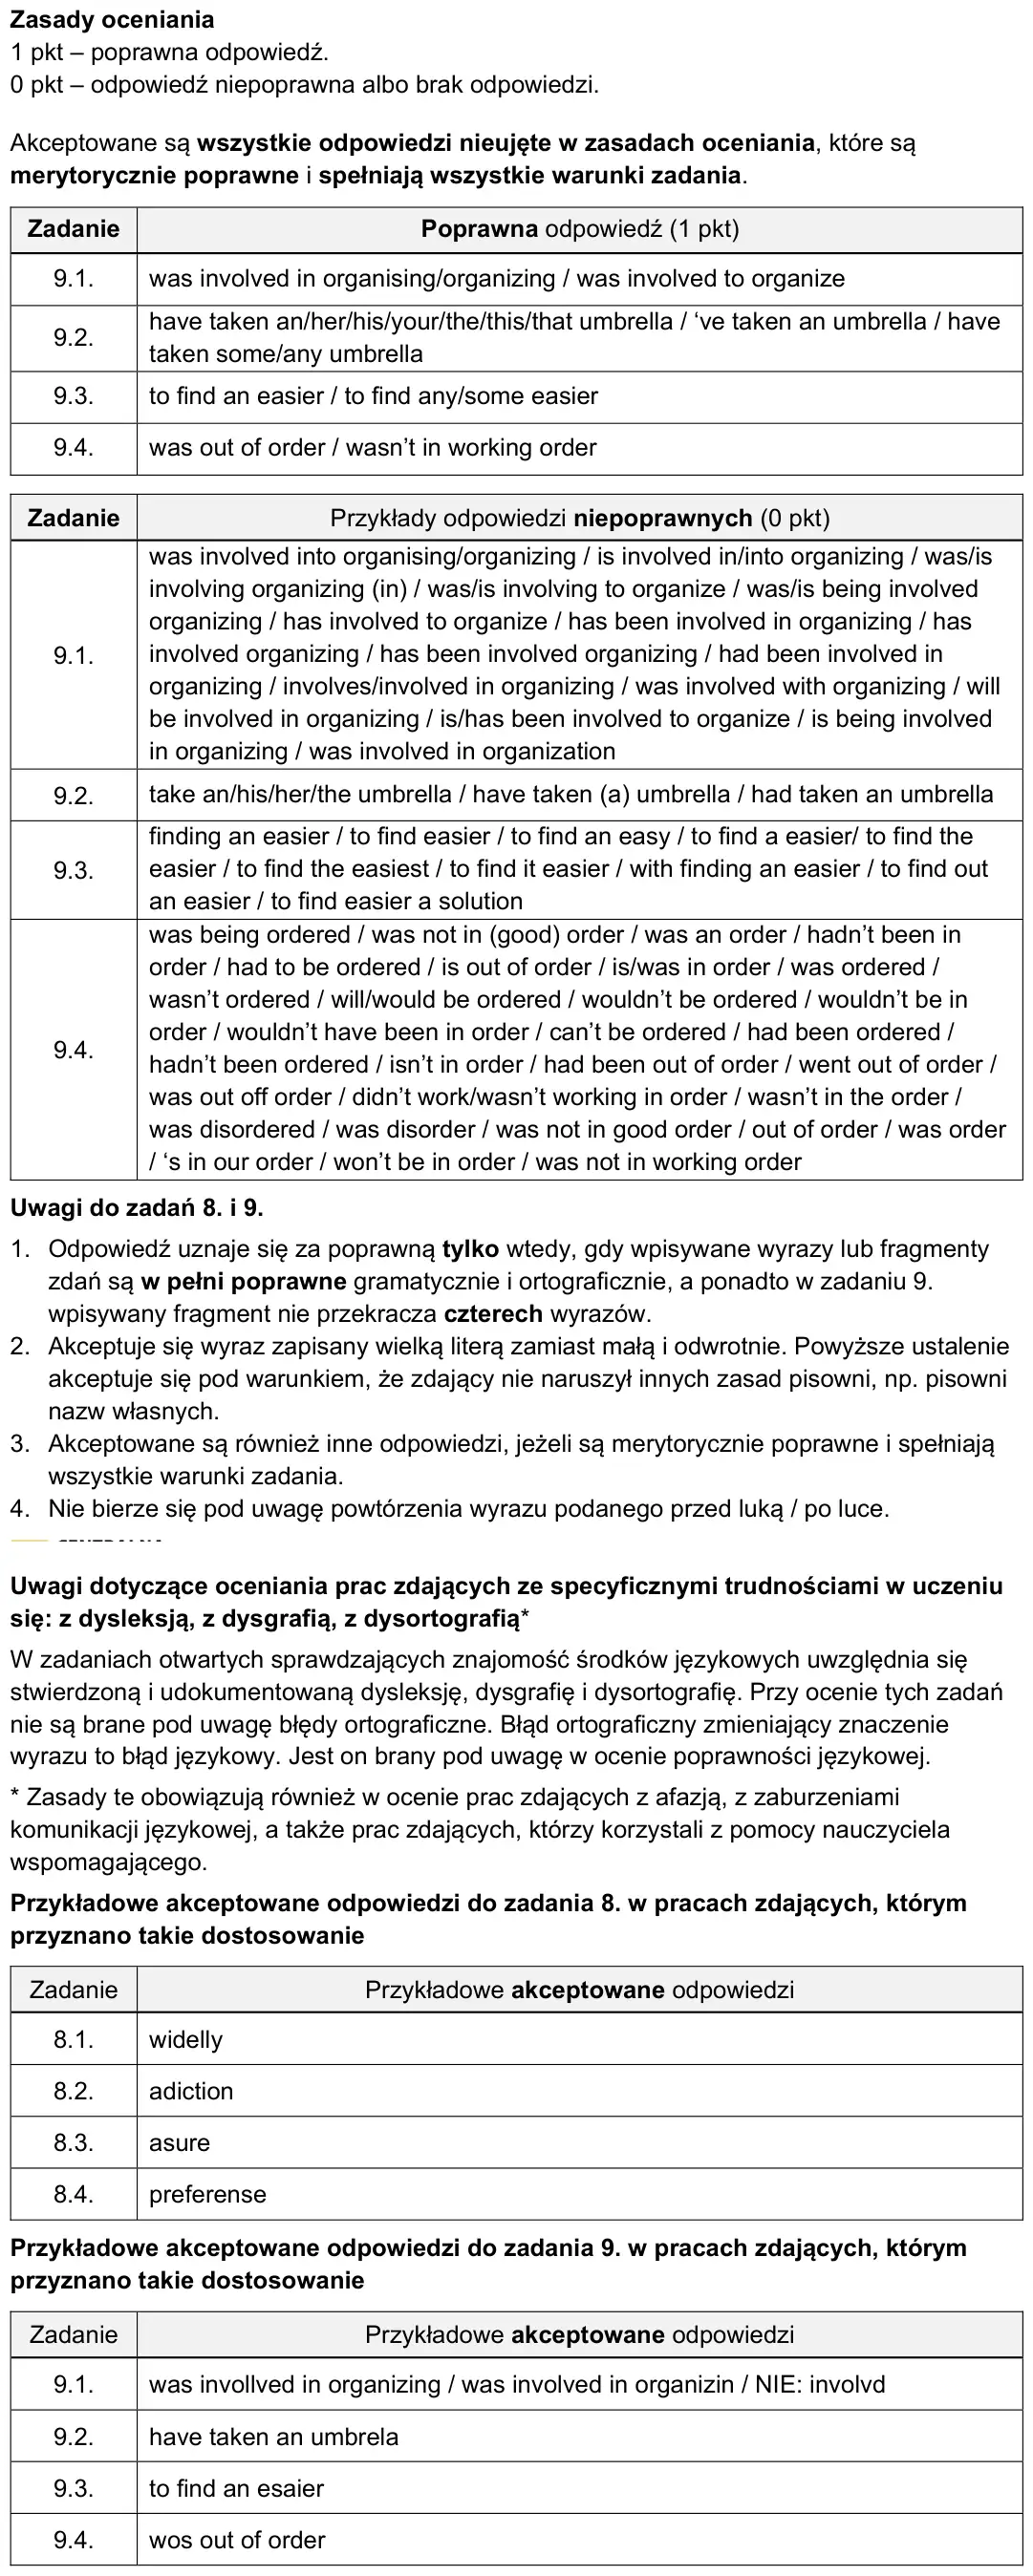 Zasady oceniania
1 pkt – poprawna odpowiedź.
0 pkt – odpowiedź niepoprawna albo brak odpowiedzi.
Akceptowane są wszystkie odpowiedzi nieujęte w zasadach oceniania, które są
merytorycznie poprawne i spełniają wszystkie warunki zadania.
Zadanie Poprawna odpowiedź (1 pkt)
9.1. was involved in organising/organizing / was involved to organize
9.2. have taken an/her/his/your/the/this/that umbrella / ‘ve taken an umbrella / have
taken some/any umbrella
9.3. to find an easier / to find any/some easier
9.4. was out of order / wasn’t in working order
Zadanie Przykłady odpowiedzi niepoprawnych (0 pkt)
9.1. was involved into organising/organizing / is involved in/into organizing / was/is
involving organizing (in) / was/is involving to organize / was/is being involved
organizing / has involved to organize / has been involved in organizing / has
involved organizing / has been involved organizing / had been involved in
organizing / involves/involved in organizing / was involved with organizing / will
be involved in organizing / is/has been involved to organize / is being involved
in organizing / was involved in organization
9.2. take an/his/her/the umbrella / have taken (a) umbrella / had taken an umbrella
9.3. finding an easier / to find easier / to find an easy / to find a easier/ to find the
easier / to find the easiest / to find it easier / with finding an easier / to find out
an easier / to find easier a solution
9.4. was being ordered / was not in (good) order / was an order / hadn’t been in
order / had to be ordered / is out of order / is/was in order / was ordered /
wasn’t ordered / will/would be ordered / wouldn’t be ordered / wouldn’t be in
order / wouldn’t have been in order / can’t be ordered / had been ordered /
hadn’t been ordered / isn’t in order / had been out of order / went out of order /
was out off order / didn’t work/wasn’t working in order / wasn’t in the order /
was disordered / was disorder / was not in good order / out of order / was order
/ ‘s in our order / won’t be in order / was not in working order
Uwagi do zadań 8. i 9.
1. Odpowiedź uznaje się za poprawną tylko wtedy, gdy wpisywane wyrazy lub fragmenty
zdań są w pełni poprawne gramatycznie i ortograficznie, a ponadto w zadaniu 9.
wpisywany fragment nie przekracza czterech wyrazów.
2. Akceptuje się wyraz zapisany wielką literą zamiast małą i odwrotnie. Powyższe ustalenie
akceptuje się pod warunkiem, że zdający nie naruszył innych zasad pisowni, np. pisowni
nazw własnych.
3. Akceptowane są również inne odpowiedzi, jeżeli są merytorycznie poprawne i spełniają
wszystkie warunki zadania.
4. Nie bierze się pod uwagę powtórzenia wyrazu podanego przed luką / po luce.
Uwagi dotyczące oceniania prac zdających ze specyficznymi trudnościami w uczeniu
się: z dysleksją, z dysgrafią, z dysortografią*
W zadaniach otwartych sprawdzających znajomość środków językowych uwzględnia się
stwierdzoną i udokumentowaną dysleksję, dysgrafię i dysortografię. Przy ocenie tych zadań
nie są brane pod uwagę błędy ortograficzne. Błąd ortograficzny zmieniający znaczenie
wyrazu to błąd językowy. Jest on brany pod uwagę w ocenie poprawności językowej.
* Zasady te obowiązują również w ocenie prac zdających z afazją, z zaburzeniami
komunikacji językowej, a także prac zdających, którzy korzystali z pomocy nauczyciela
wspomagającego.
Przykładowe akceptowane odpowiedzi do zadania 8. w pracach zdających, którym
przyznano takie dostosowanie
Zadanie Przykładowe akceptowane odpowiedzi
8.1. widelly
8.2. adiction
8.3. asure
8.4. preferense
Przykładowe akceptowane odpowiedzi do zadania 9. w pracach zdających, którym
przyznano takie dostosowanie
Zadanie Przykładowe akceptowane odpowiedzi
9.1. was invollved in organizing / was involved in organizin / NIE: involvd
9.2. have taken an umbrela
9.3. to find an esaier
9.4. wos out of order